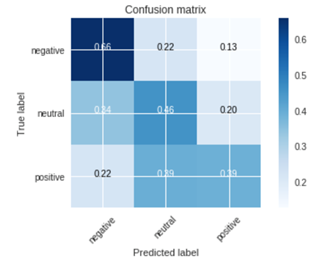 Confusion matrix
True label
negative 0.66 0.22 0.13
neutral 0.34 0.46 0.20
positive 0.22 0.39 0.39
negative neutral positive
Predicted label
0.6
0.5
0.4
0.3
0.2